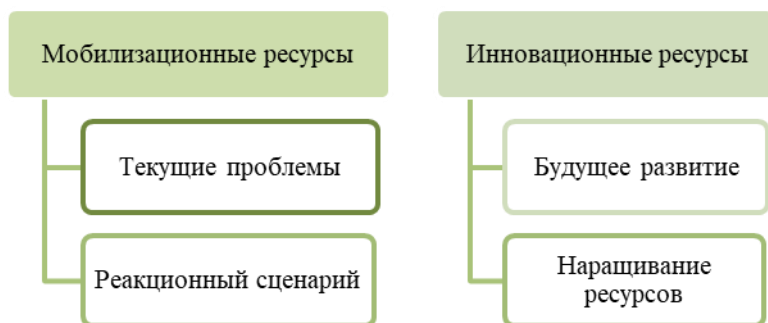 Мобилизационные ресурсы
Текущие проблемы
Реакционный сценарий
Инновационные ресурсы
Будущее развитие
Наращивание
ресурсов